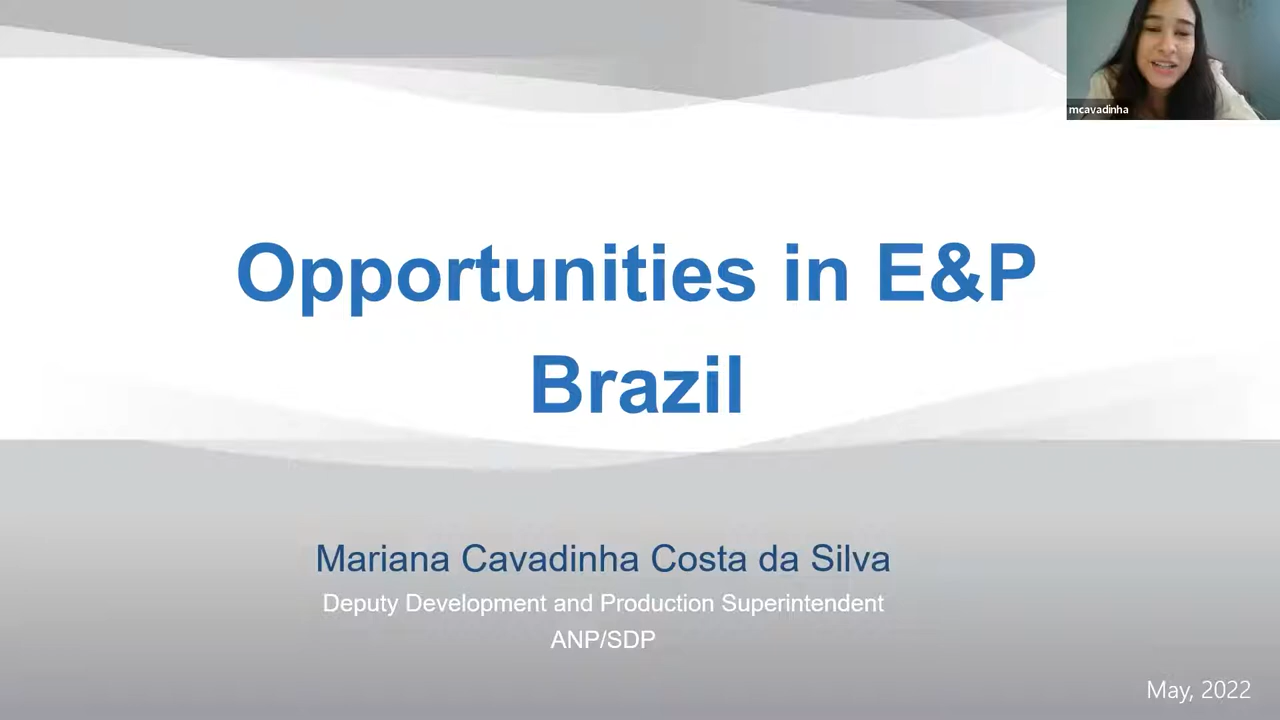 mcavadinha
Opportunities in E&P
Brazil
Mariana Cavadinha Costa da Silva
Deputy Development and Production Superintendent
ANP/SDP
May, 2022